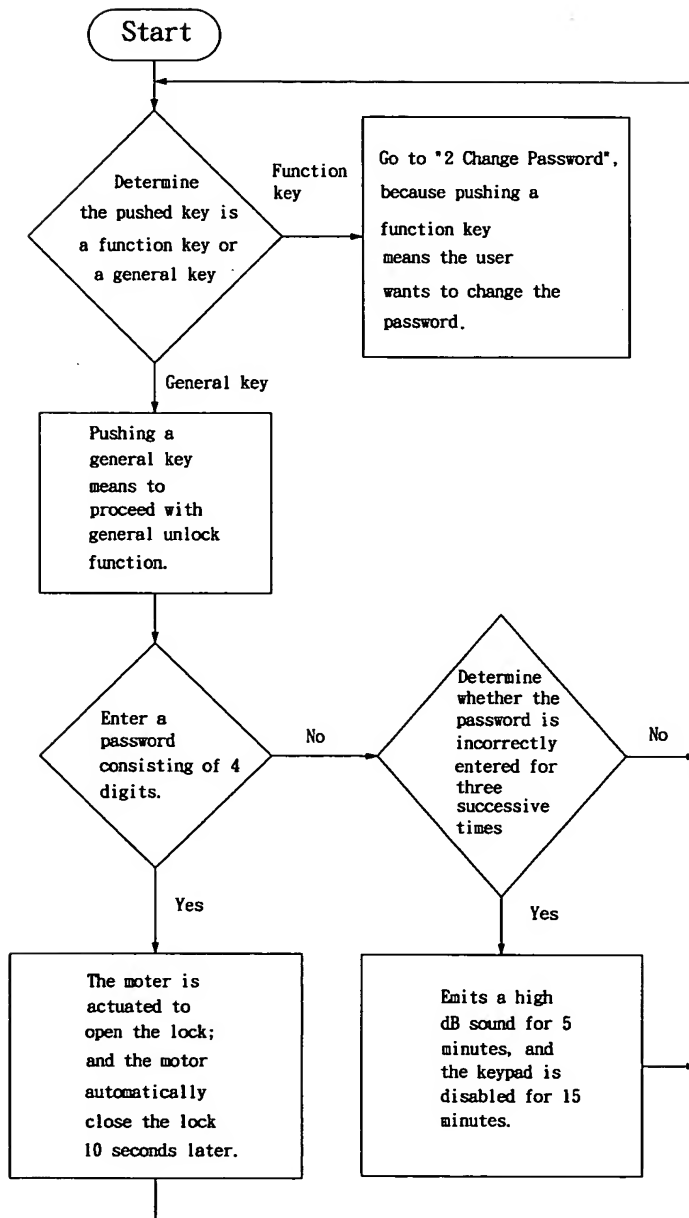 Start
Determine
the pushed key is
a function key or
a general key
Function
key
Go to "2 Change Password",
because pushing a
function key
means the user
wants to change the
password.
General key
Pushing a
general key
means to
proceed with
general unlock
function.
Enter a
password
consisting of 4
digits.
No
Determine
whether the
password is
incorrectly
entered for
three
successive
times
No
Yes
Yes
The moter is
actuated to
open the lock;
and the motor
automatically
close the lock
10 seconds later.
Emits a high
dB sound for 5
minutes, and
the keypad is
disabled for 15
minutes.